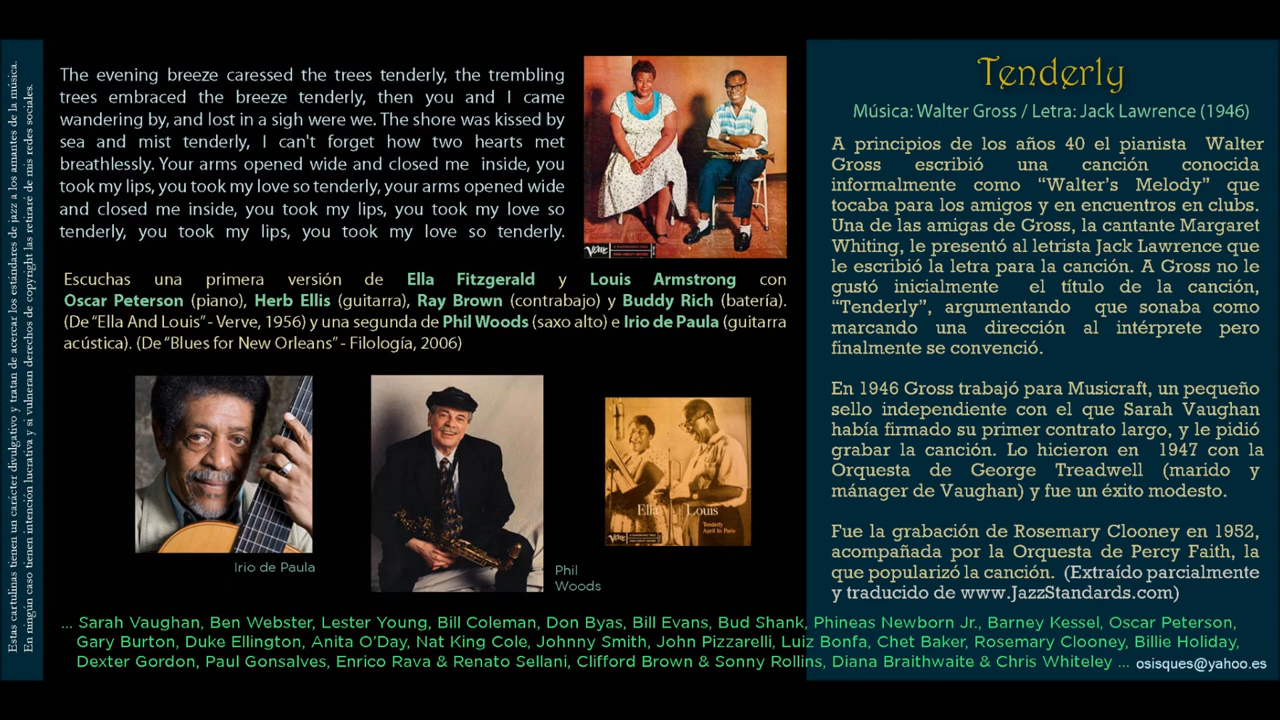 Estas cartulinas tienen un carácter divulgativo y tratan de acercar los estándares de jazz a los amantes de la música.
En ningún caso tienen intención lucrativa y si vulneran derechos de copyright las retiraré de mis redes sociales.
The evening breeze caressed the trees tenderly, the trembling
trees embraced the breeze tenderly, then you and I came
wandering by, and lost in a sigh were we. The shore was kissed by
sea and mist tenderly, I can't forget how two hearts met
breathlessly. Your arms opened wide and closed me inside, you
took my lips, you took my love so tenderly, your arms opened wide
and closed me inside, you took my lips, you took my love so
tenderly, you took my lips, you took my love so tenderly.
VERVE
Escuchas una primera versión de Ella Fitzgerald y Louis Armstrong con
Oscar Peterson (piano), Herb Ellis (guitarra), Ray Brown (contrabajo) y Buddy Rich (batería).
(De "Ella And Louis" - Verve, 1956) y una segunda de Phil Woods (saxo alto) e Irio de Paula (guitarra
acústica). (De "Blues for New Orleans" - Filología, 2006)
Irio de Paula
Phil
Woods
Ella Louis
Tenderly
April In Paris
VERVE
Tenderly
Música: Walter Gross / Letra: Jack Lawrence (1946)
A principios de los años 40 el pianista Walter
Gross escribió una canción conocida
informalmente como “Walter’s Melody” que
tocaba para los amigos y en encuentros en clubs.
Una de las amigas de Gross, la cantante Margaret
Whiting, le presentó al letrista Jack Lawrence que
le escribió la letra para la canción. A Gross no le
gustó inicialmente el título de la canción,
“Tenderly”, argumentando que sonaba como
marcando una dirección al intérprete pero
finalmente se convenció.
En 1946 Gross trabajó para Musicraft, un pequeño
sello independiente con el que Sarah Vaughan
había firmado su primer contrato largo, y le pidió
grabar la canción. Lo hicieron en 1947 con la
Orquesta de George Treadwell (marido y
mánager de Vaughan) y fue un éxito modesto.
Fue la grabación de Rosemary Clooney en 1952,
acompañada por la Orquesta de Percy Faith, la
que popularizó la canción. (Extraído parcialmente
y traducido de www.JazzStandards.com)
... Sarah Vaughan, Ben Webster, Lester Young, Bill Coleman, Don Byas, Bill Evans, Bud Shank, Phineas Newborn Jr., Barney Kessel, Oscar Peterson,
Gary Burton, Duke Ellington, Anita O’Day, Nat King Cole, Johnny Smith, John Pizzarelli, Luiz Bonfa, Chet Baker, Rosemary Clooney, Billie Holiday,
Dexter Gordon, Paul Gonsalves, Enrico Rava & Renato Sellani, Clifford Brown & Sonny Rollins, Diana Braithwaite & Chris Whiteley ... osisques@yahoo.es